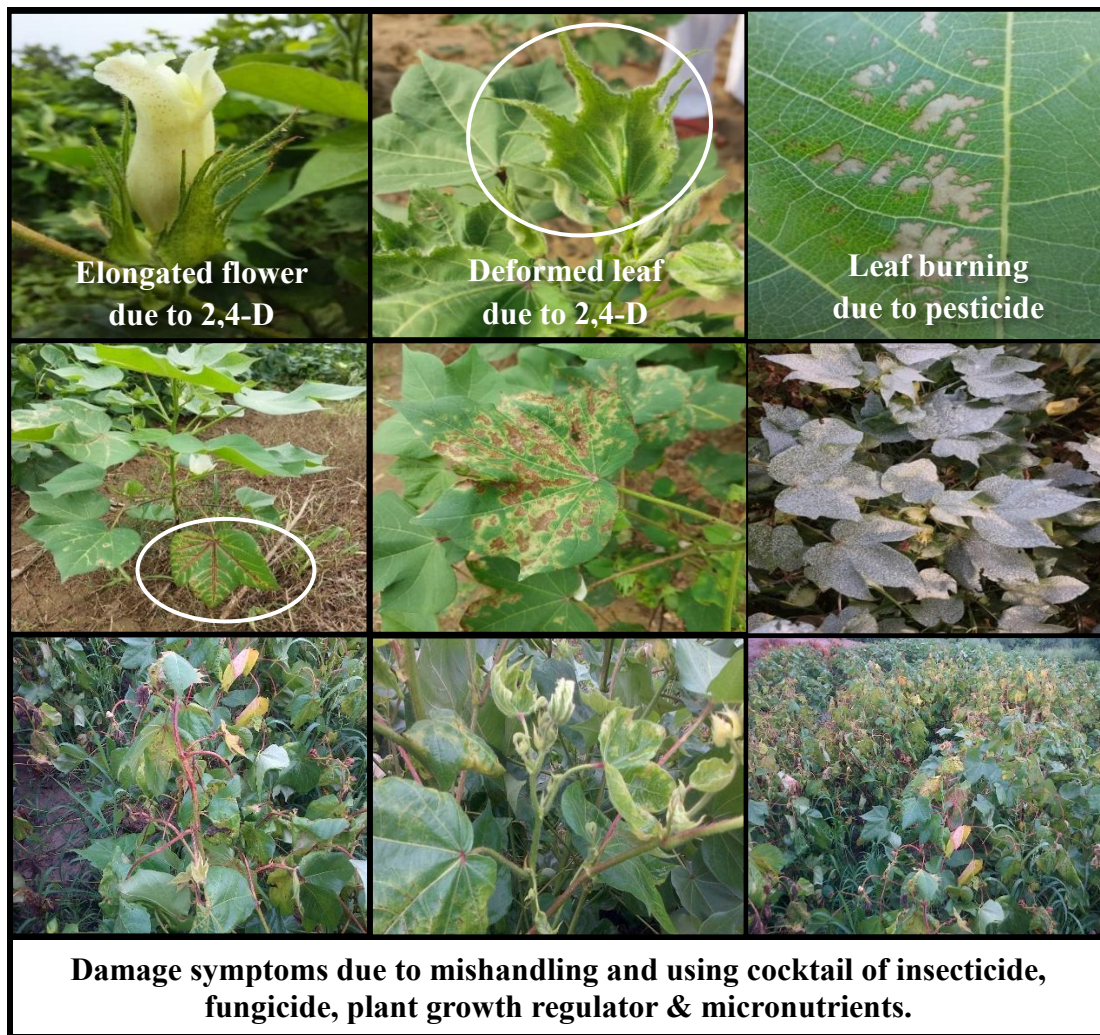 Elongated flower
due to 2,4-D
Deformed leaf
due to 2,4-D
Leaf burning
due to pesticide
Damage symptoms due to mishandling and using cocktail of insecticide,
fungicide, plant growth regulator & micronutrients.